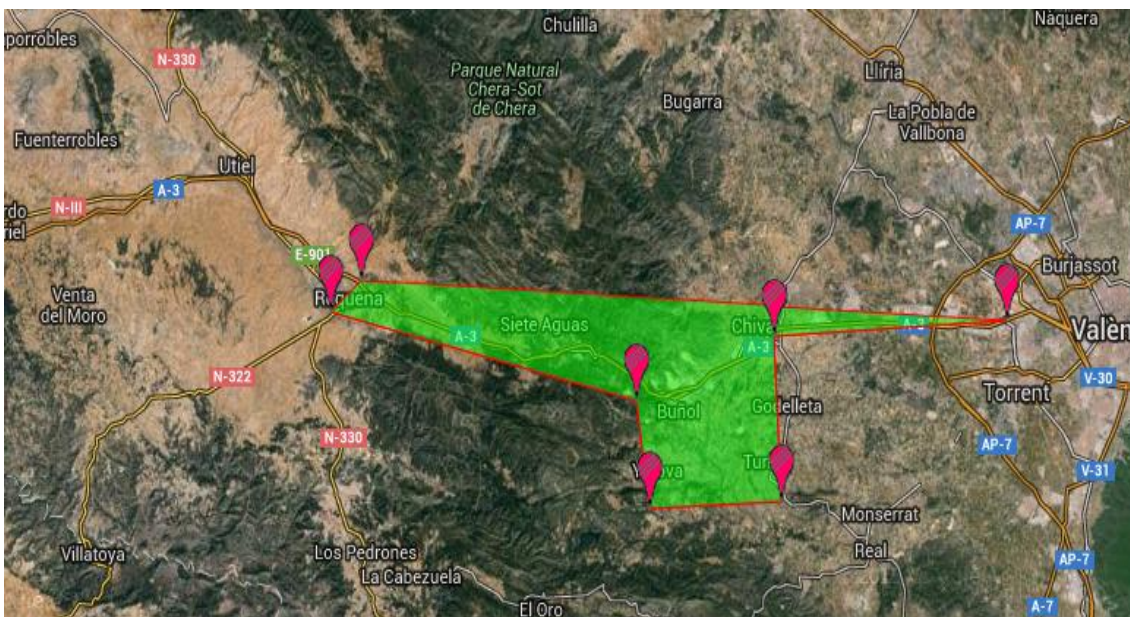 Chulilla
Náquera
porrobles
N-330
Parque Natural
Chera-Sot
de Chera
Llíria
Bugarra
La Pobla de
Vallbona
Fuenterrobles
Utiel
A-3
N-III
rdo
riel
AP-7
E-901
Burjassot
Venta
del Moro
Requena
Siete Aguas
A-3
Chiva
A-3
A-3
Valèn
N-322
V-30
Torrent
Buñol
Godelleta
N-330
AP-7
V-31
Tur
Monserrat
Villatoya
Los Pedrones
La Cabezuela
Real
AP-7
El Oro
A-7